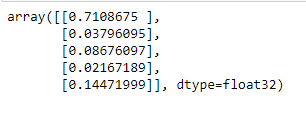 array([[0.7108675 ],
       [0.03796095],
       [0.08676097],
       [0.02167189],
       [0.14471999]], dtype=float32)